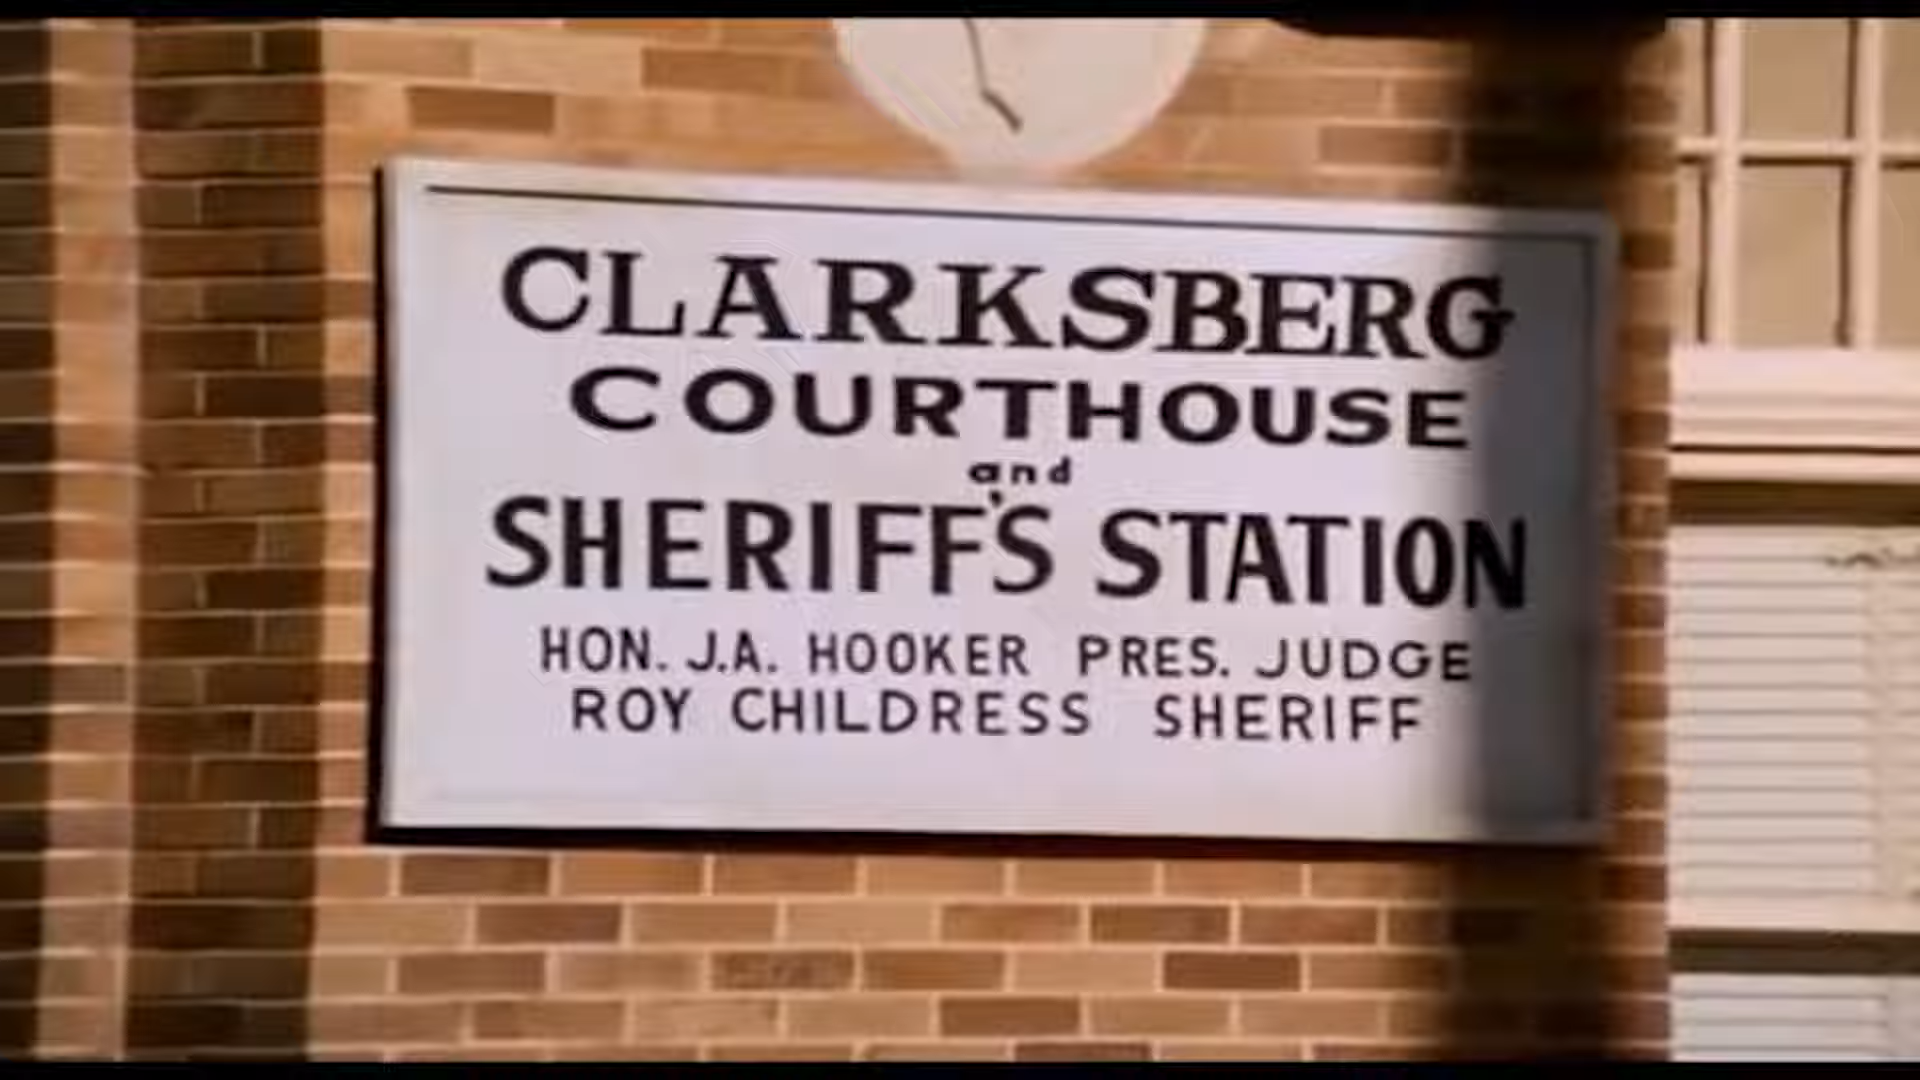 CLARKSBERG
COURTHOUSE
and
SHERIFF'S STATION
HON. J.A. HOOKER PRES. JUDGE
ROY CHILDRESS SHERIFF